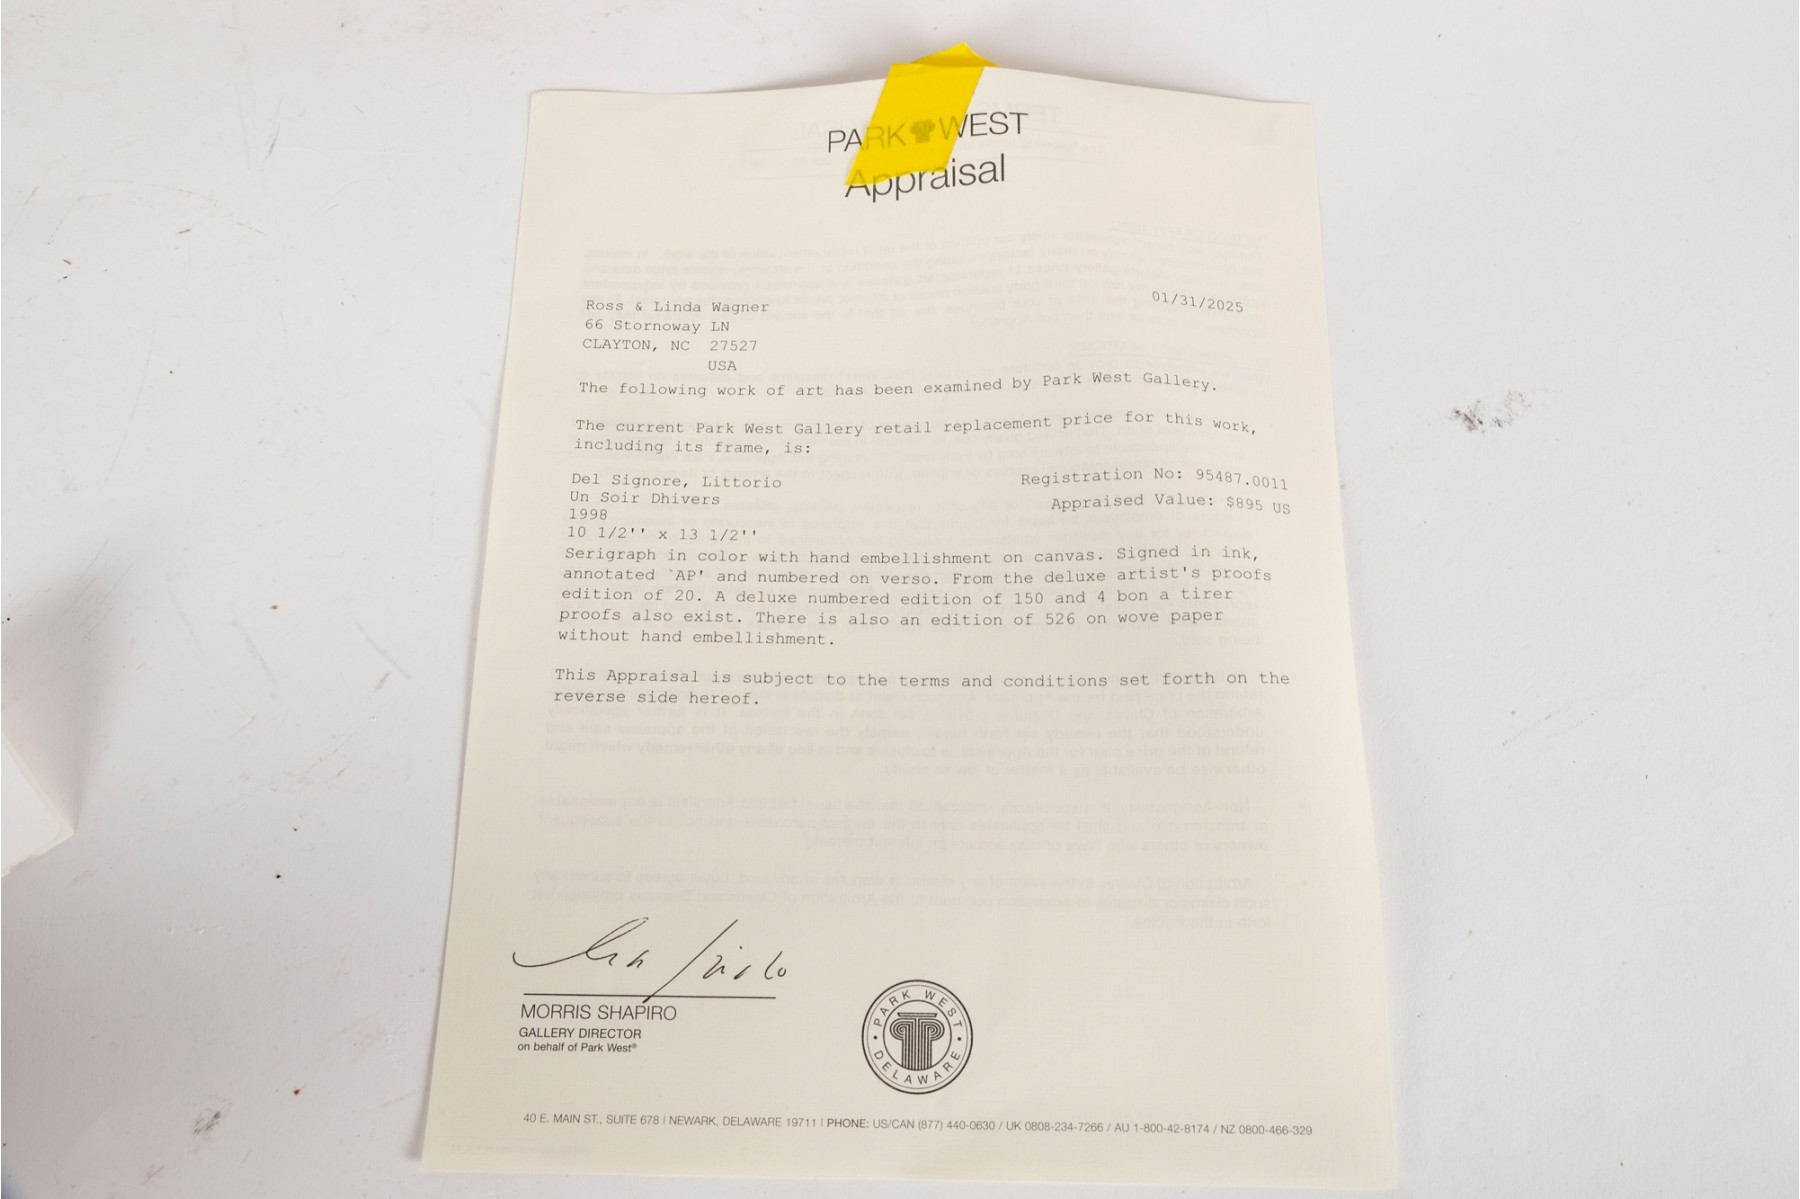 PARK WEST
Appraisal
01/31/2025
Ross & Linda Wagner
66 Stornoway LN
CLAYTON, NC  27527
USA
The following work of art has been examined by Park West Gallery.
The current Park West Gallery retail replacement price for this work,
including its frame, is:
Del Signore, Littorio
Registration No: 95487.0011
Un Soir Dhivers
Appraised Value: $895 US
1998
10 1/2'' x 13 1/2''
Serigraph in color with hand embellishment on canvas. Signed in ink,
annotated `AP' and numbered on verso. From the deluxe artist's proofs
edition of 20. A deluxe numbered edition of 150 and 4 bon a tirer
proofs also exist. There is also an edition of 526 on wove paper
without hand embellishment.
This Appraisal is subject to the terms and conditions set forth on the
reverse side hereof.
MORRIS SHAPIRO
GALLERY DIRECTOR
on behalf of Park West®
PARK WEST
DELAWARE
40 E. MAIN ST., SUITE 678 | NEWARK, DELAWARE 19711 | PHONE: US/CAN (877) 440-0630 / UK 0808-234-7266 / AU 1-800-42-8174 / NZ 0800-466-329